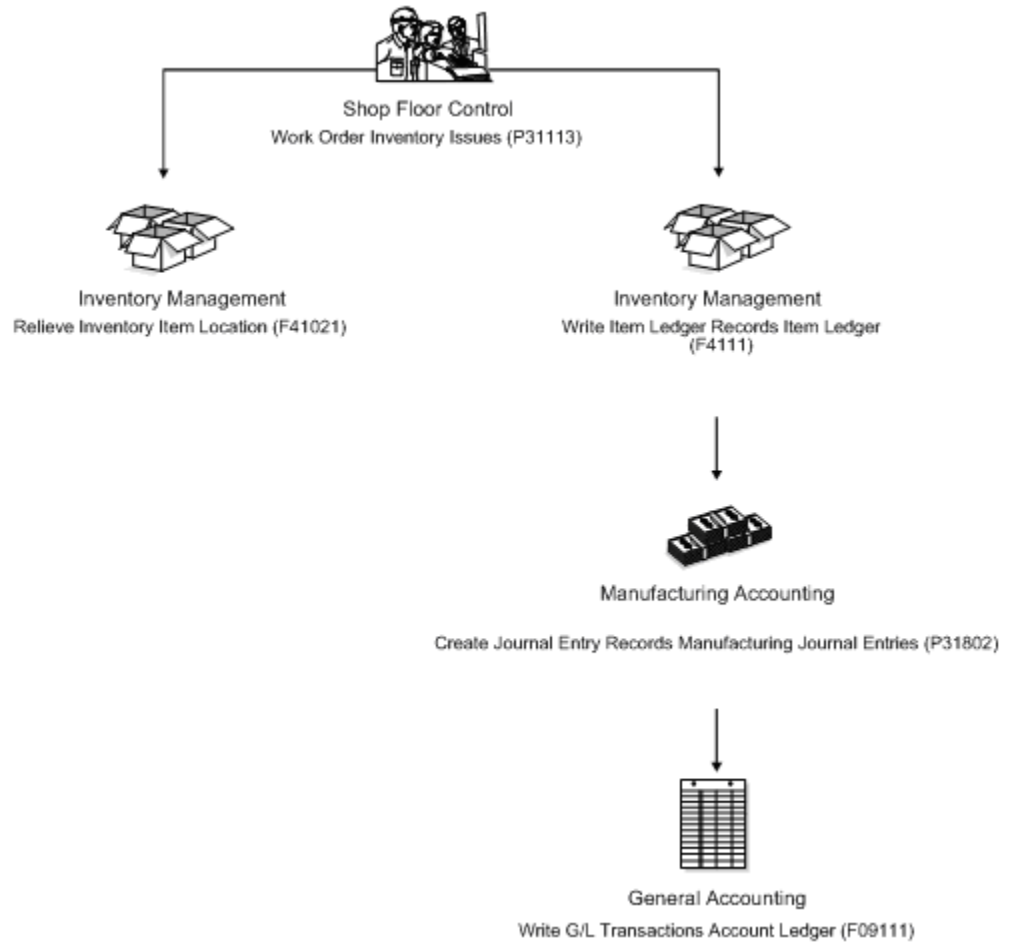 Shop Floor Control
Work Order Inventory Issues (P31113)
Inventory Management
Relieve Inventory Item Location (F41021)
Inventory Management
Write Item Ledger Records Item Ledger
(F4111)
Manufacturing Accounting
Create Journal Entry Records Manufacturing Journal Entries (P31802)
General Accounting
Write G/L Transactions Account Ledger (F09111)